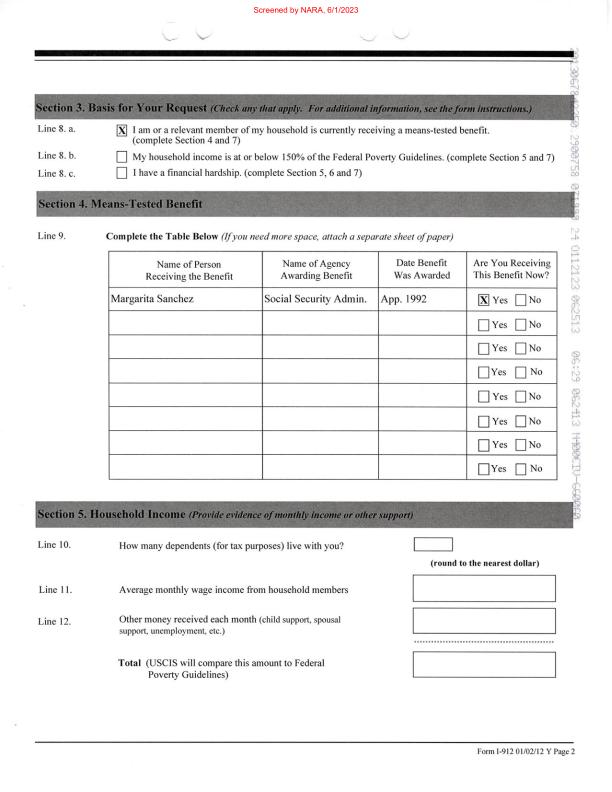 Screened by NARA, 6/1/2023
Section 3. Basis for Your Request (Check any that apply. For additional information, see the form instructions.)
Line 8. a. X I am or a relevant member of my household is currently receiving a means-tested benefit.
(complete Section 4 and 7)
Line 8. b. My household income is at or below 150% of the Federal Poverty Guidelines. (complete Section 5 and 7)
Line 8. c. I have a financial hardship. (complete Section 5, 6 and 7)
Section 4. Means-Tested Benefit
Line 9. Complete the Table Below (If you need more space, attach a separate sheet of paper)
Name of Person Name of Agency Date Benefit Are You Receiving
Receiving the Benefit Awarding Benefit Was Awarded This Benefit Now?
Margarita Sanchez Social Security Admin. App. 1992 X Yes No
Yes No
Yes No
Yes No
Yes No
Yes No
Yes No
Yes No
Section 5. Household Income (Provide evidence of monthly income or other support)
Line 10. How many dependents (for tax purposes) live with you?
(round to the nearest dollar)
Line 11. Average monthly wage income from household members
Line 12. Other money received each month (child support, spousal
support, unemployment, etc.)
Total (USCIS will compare this amount to Federal
Poverty Guidelines)
Form I-912 01/02/12 Y Page 2
24 0112123 062513 06:29 062413